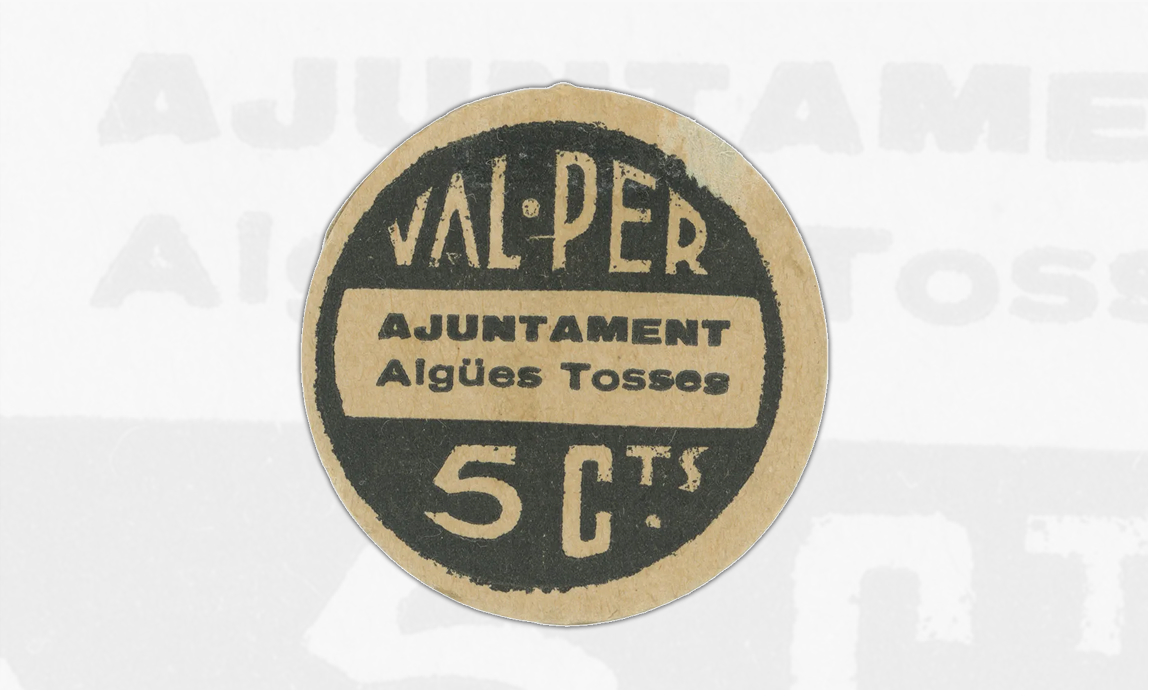 VAL·PER
AJUNTAMENT
Aigües Tosses
5 CTS.